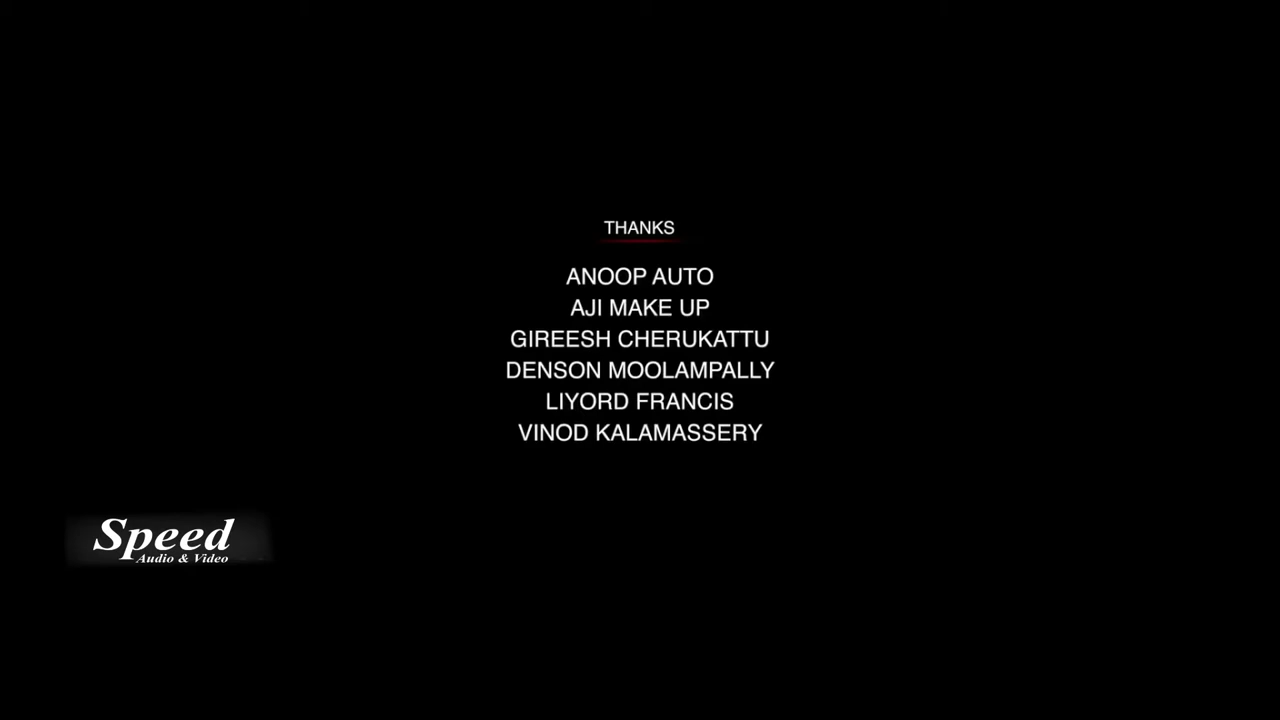 THANKS
ANOOP AUTO
AJI MAKE UP
GIREESH CHERUKATTU
DENSON MOOLAMPALLY
LIYORD FRANCIS
VINOD KALAMASSERY
Speed
Audio & Video